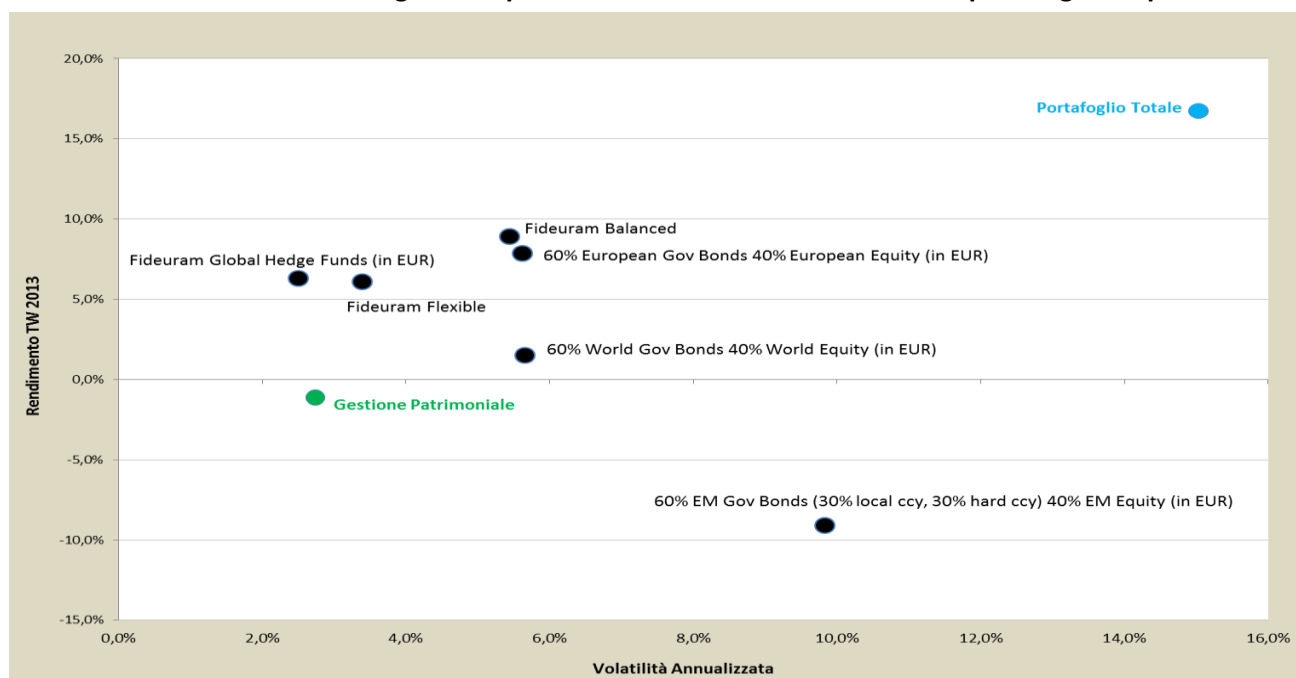 20,0%
Portafoglio Totale
15,0%
10,0%
Fideuram Balanced
60% European Gov Bonds 40% European Equity (in EUR)
Fideuram Global Hedge Funds (in EUR)
5,0%
Fideuram Flexible
60% World Gov Bonds 40% World Equity (in EUR)
0,0%
Gestione Patrimoniale
-5,0%
60% EM Gov Bonds (30% local ccy, 30% hard ccy) 40% EM Equity (in EUR)
-10,0%
-15,0%
Rendimento TW 2013
0,0% 2,0% 4,0% 6,0% 8,0% 10,0% 12,0% 14,0% 16,0%
Volatilità Annualizzata